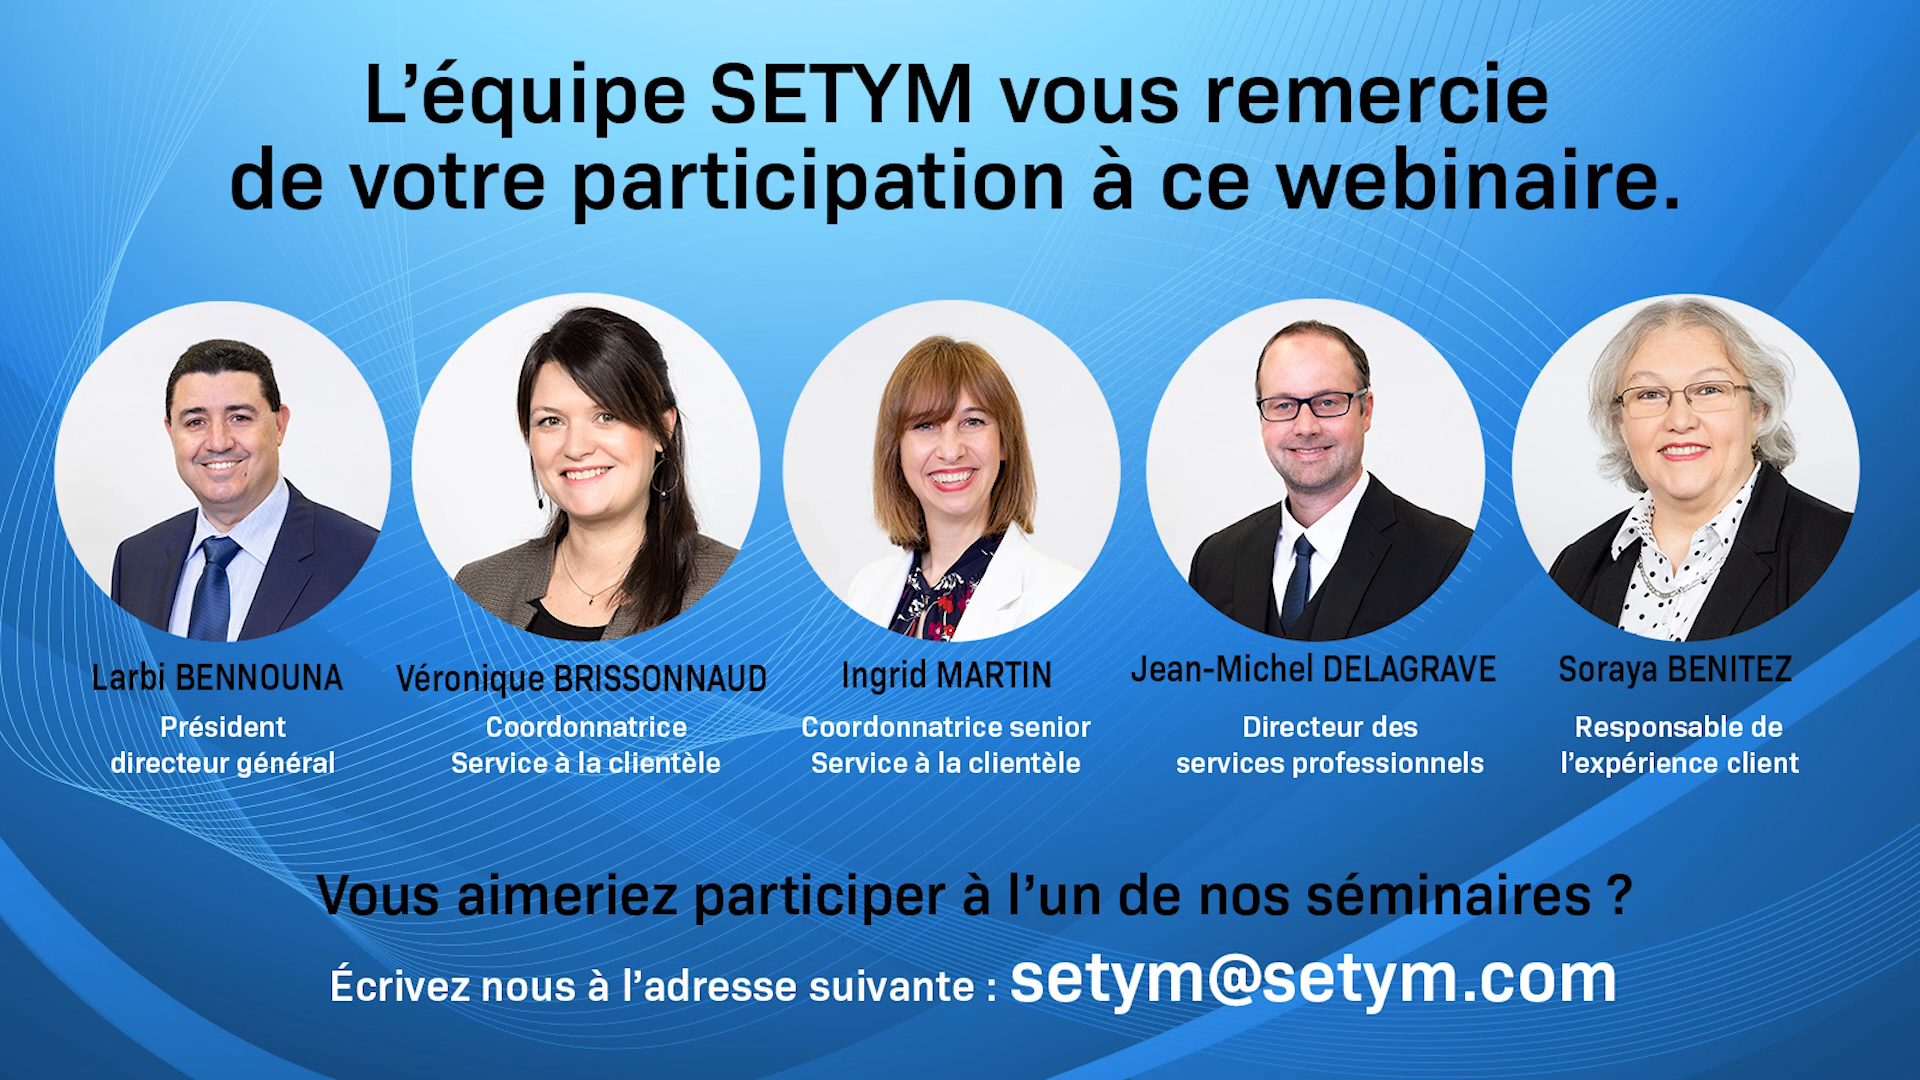 L’équipe SETYM vous remercie
de votre participation à ce webinaire.
Larbi BENNOUNA
Président
directeur général
Véronique BRISSONNAUD
Coordonnatrice
Service à la clientèle
Ingrid MARTIN
Coordonnatrice senior
Service à la clientèle
Jean-Michel DELAGRAVE
Directeur des
services professionnels
Soraya BENITEZ
Responsable de
l’expérience client
Vous aimeriez participer à l’un de nos séminaires ?
Écrivez nous à l’adresse suivante : setym@setym.com